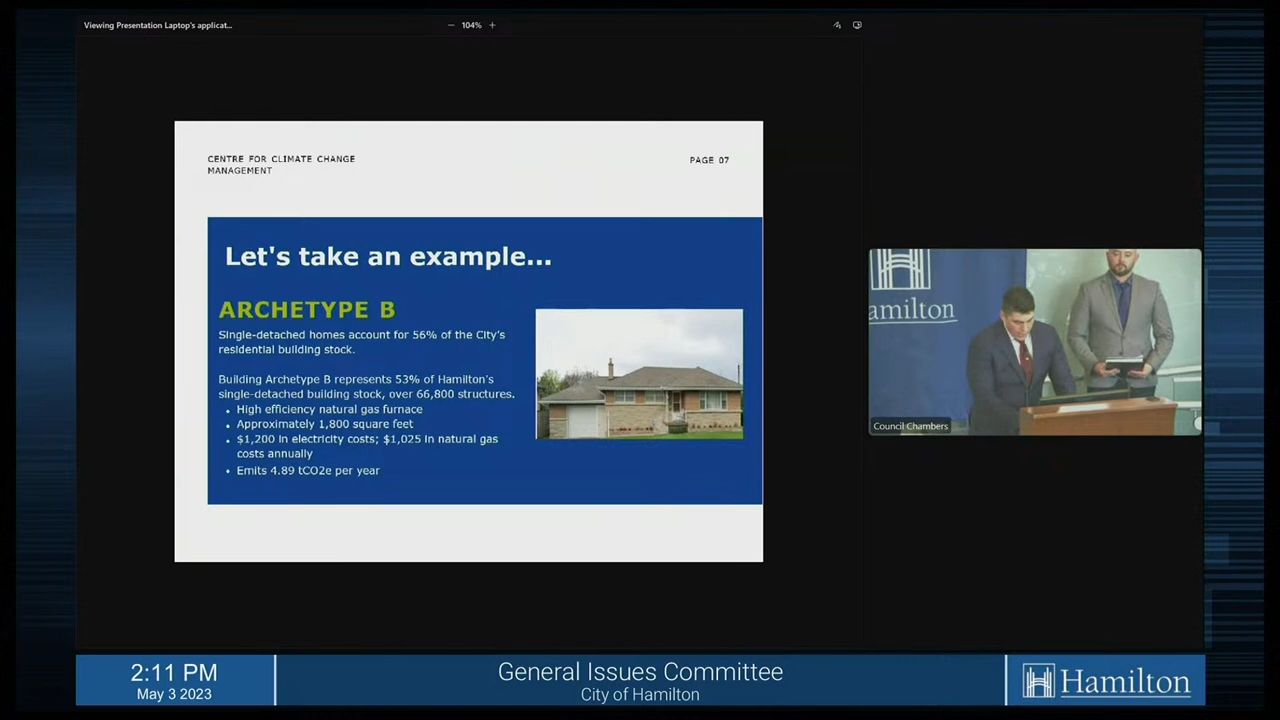 Viewing Presentation Laptop's applicat...
104%
CENTRE FOR CLIMATE CHANGE
MANAGEMENT
PAGE 07
Let's take an example...
ARCHETYPE B
Single-detached homes account for 56% of the City's
residential building stock.
Building Archetype B represents 53% of Hamilton's
single-detached building stock, over 66,800 structures.
• High efficiency natural gas furnace
• Approximately 1,800 square feet
• $1,200 in electricity costs; $1,025 in natural gas
costs annually
• Emits 4.89 tCO2e per year
amilton
Council Chambers
2:11 PM
May 3 2023
General Issues Committee
City of Hamilton
Hamilton